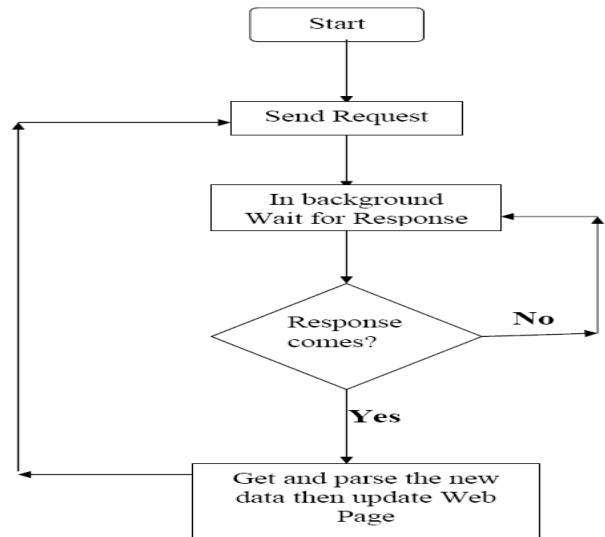 Start
Send Request
In background
Wait for Response
Response
comes?
No
Yes
Get and parse the new
data then update Web
Page